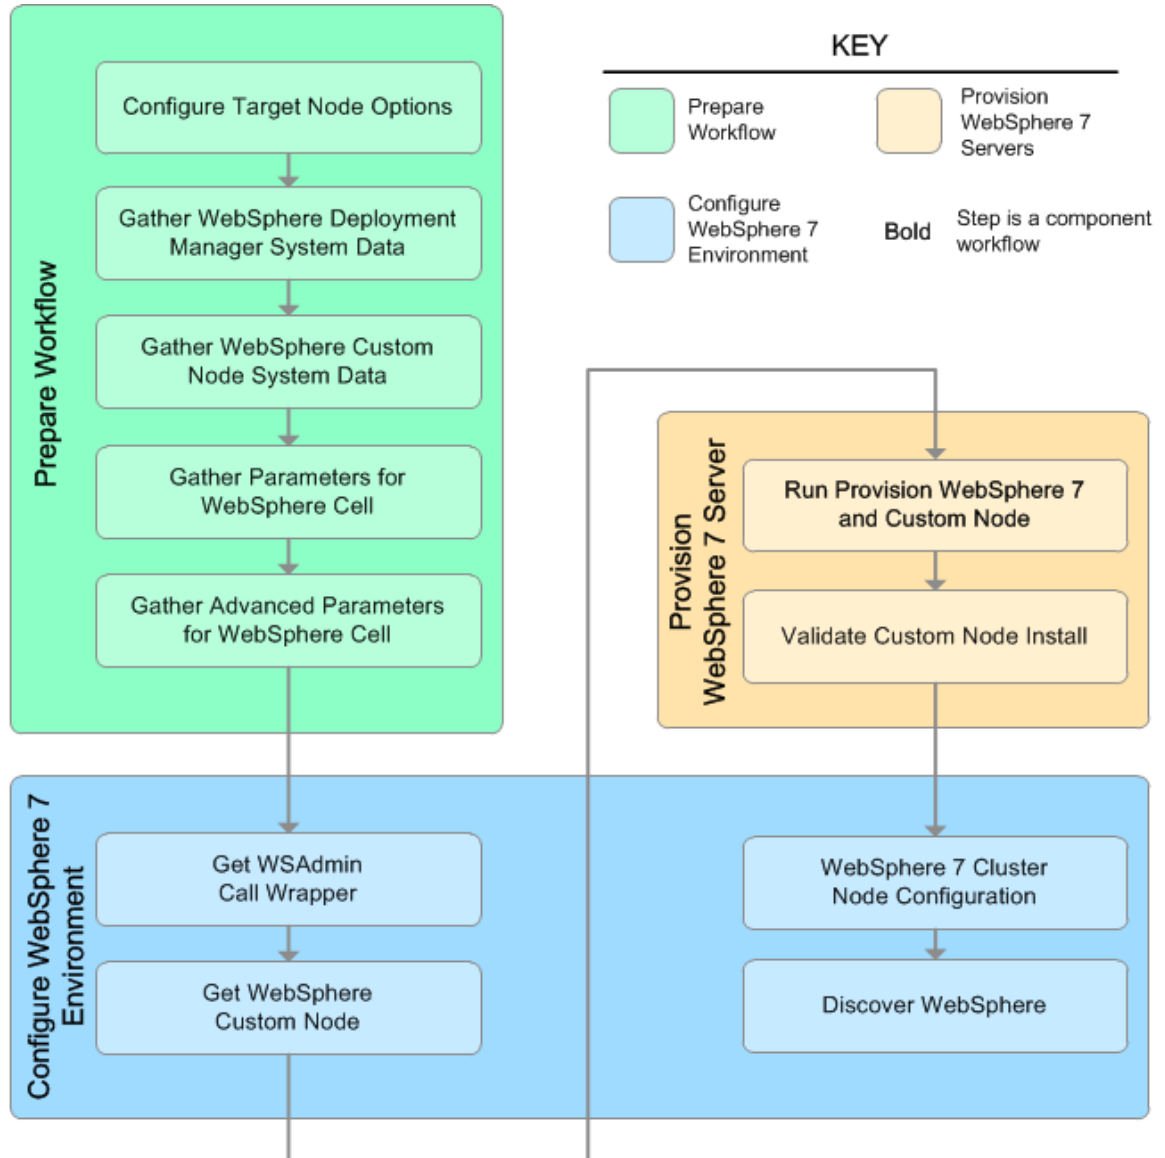 Prepare Workflow
Configure Target Node Options
Gather WebSphere Deployment
Manager System Data
Gather WebSphere Custom
Node System Data
Gather Parameters for
WebSphere Cell
Gather Advanced Parameters
for WebSphere Cell
KEY
Prepare
Workflow
Provision
WebSphere 7
Servers
Configure
WebSphere 7
Environment
Bold
Step is a component
workflow
Provision
WebSphere 7 Server
Run Provision WebSphere 7
and Custom Node
Validate Custom Node Install
Configure WebSphere 7
Environment
Get WSAdmin
Call Wrapper
Get WebSphere
Custom Node
WebSphere 7 Cluster
Node Configuration
Discover WebSphere